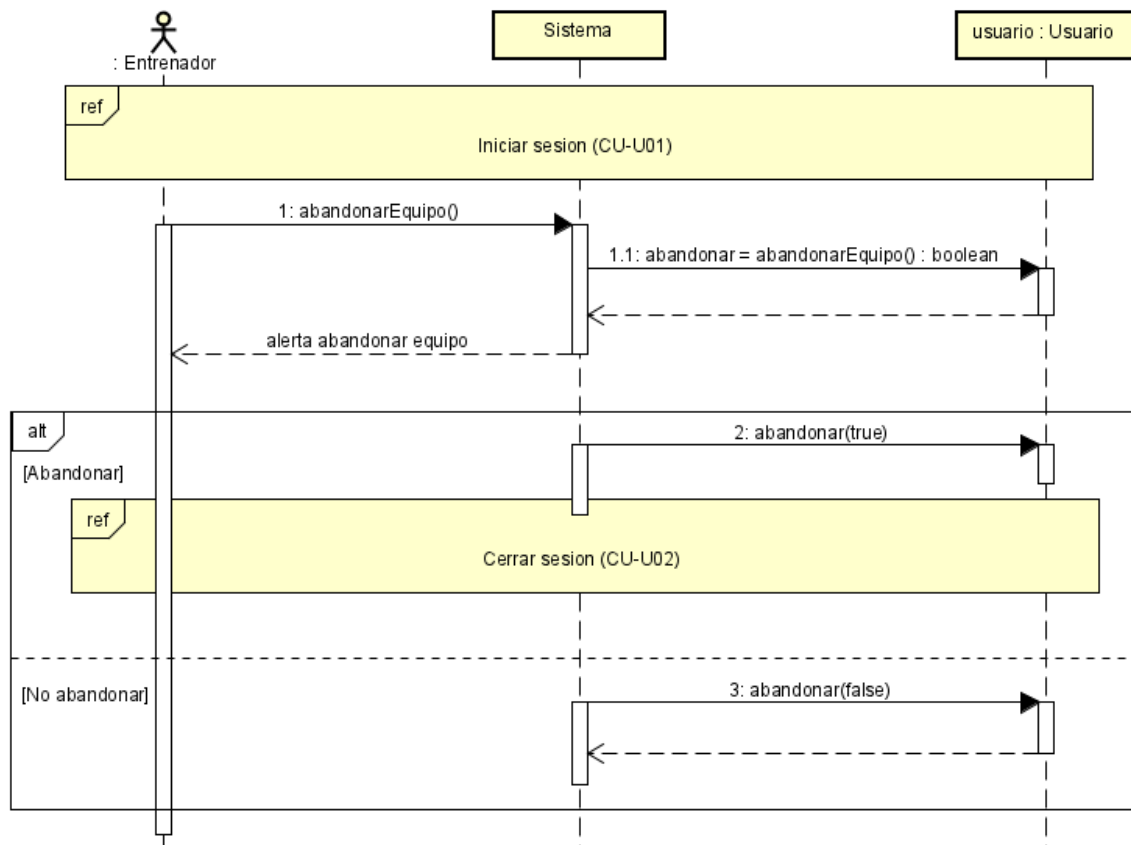 : Entrenador
Sistema
usuario : Usuario
ref
Iniciar sesion (CU-U01)
1: abandonarEquipo()
1.1: abandonar = abandonarEquipo() : boolean
alerta abandonar equipo
alt
2: abandonar(true)
[Abandonar]
ref
Cerrar sesion (CU-U02)
[No abandonar]
3: abandonar(false)